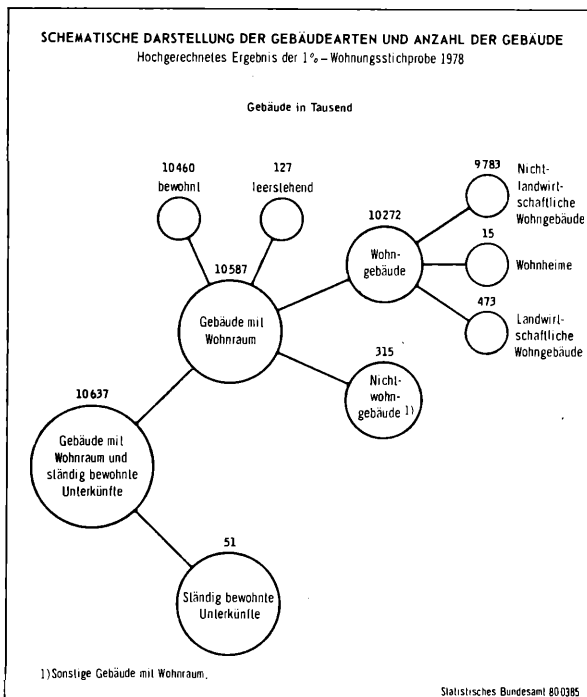 SCHEMATISCHE DARSTELLUNG DER GEBÄUDEARTEN UND ANZAHL DER GEBÄUDE
Hochgerechnetes Ergebnis der 1%-Wohnungsstichprobe 1978
Gebäude in Tausend
10460
bewohnt
127
leerstehend
9783
Nicht-
landwirt-
schaftliche
Wohngebäude
10272
Wohn-
gebäude
15
Wohnheime
473
Landwirt-
schaftliche
Wohngebäude
10587
Gebäude mit
Wohnraum
315
Nicht-
wohn-
gebäude 1)
10637
Gebäude mit
Wohnraum und
ständig bewohnte
Unterkünfte
51
Ständig bewohnte
Unterkünfte
1) Sonstige Gebäude mit Wohnraum.
Statistisches Bundesamt 80 0385